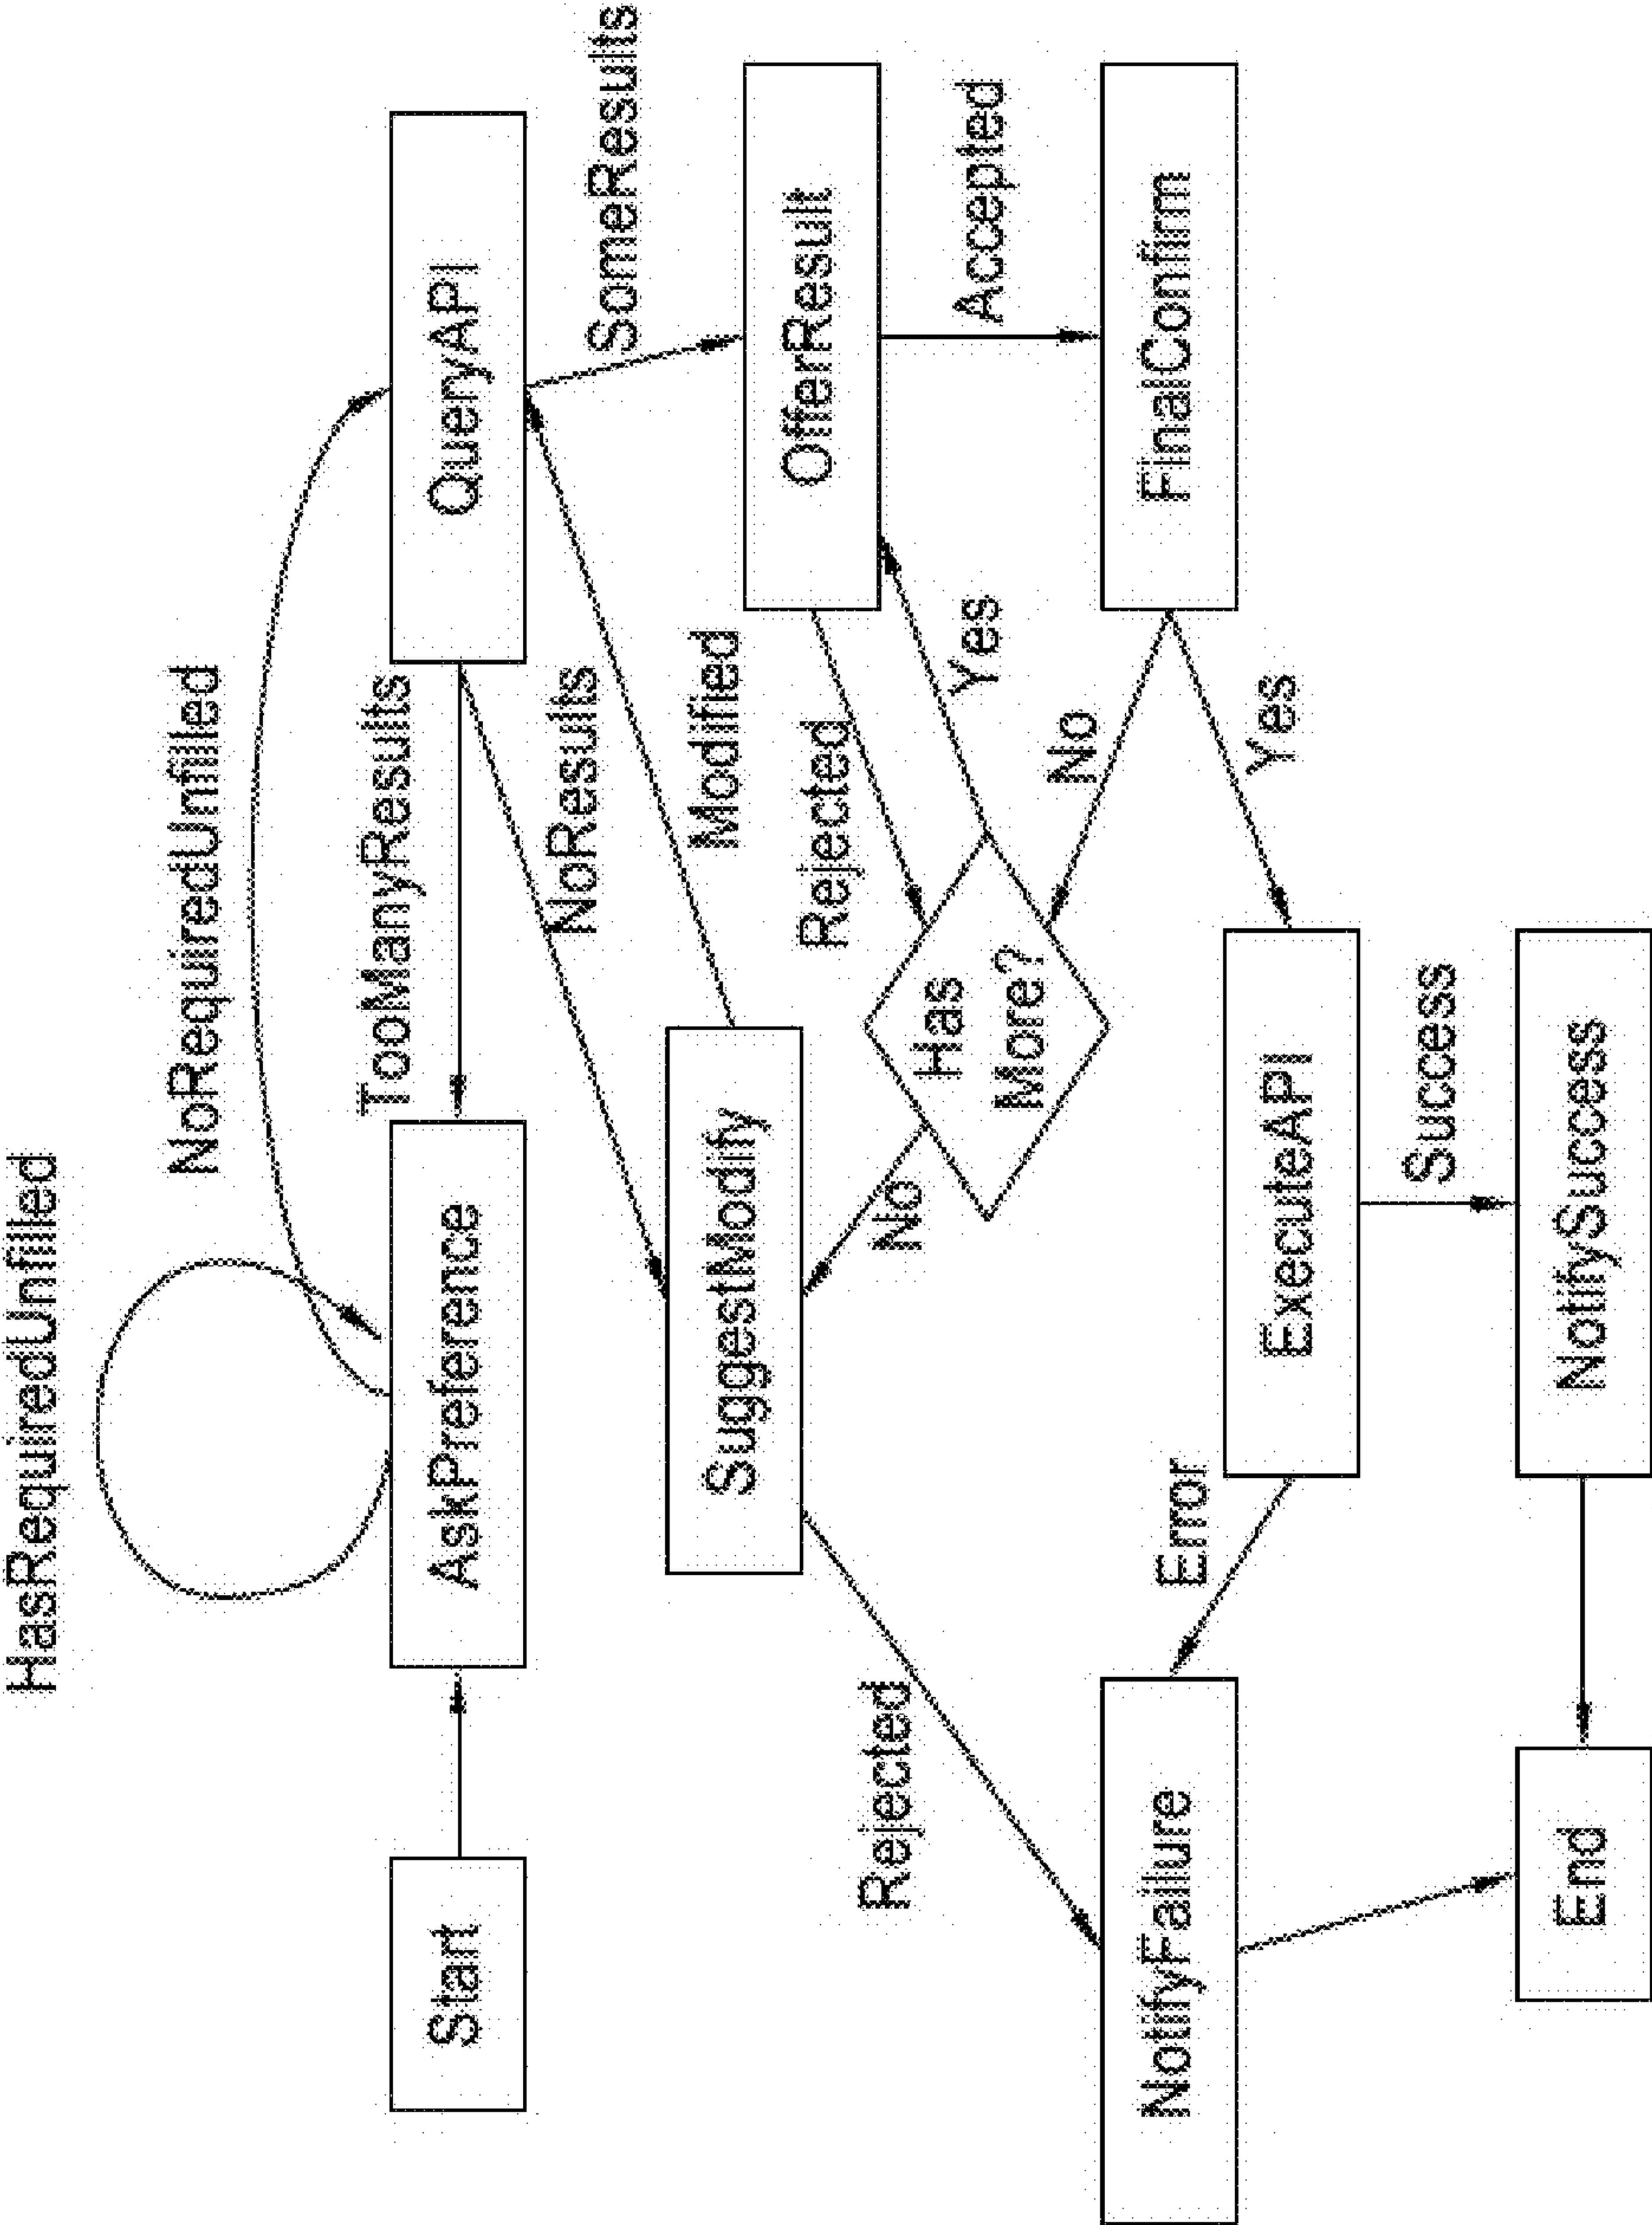 HasRequiredUnfilled
NoRequiredUnfilled
Start
AskPreference
TooManyResults
QueryAPI
NoResults
SomeResults
Modified
SuggestModify
OfferResult
Rejected
Rejected
No
Has
More?
Yes
Accepted
No
NotifyFailure
Error
FinalConfirm
Yes
ExecuteAPI
Success
End
NotifySuccess